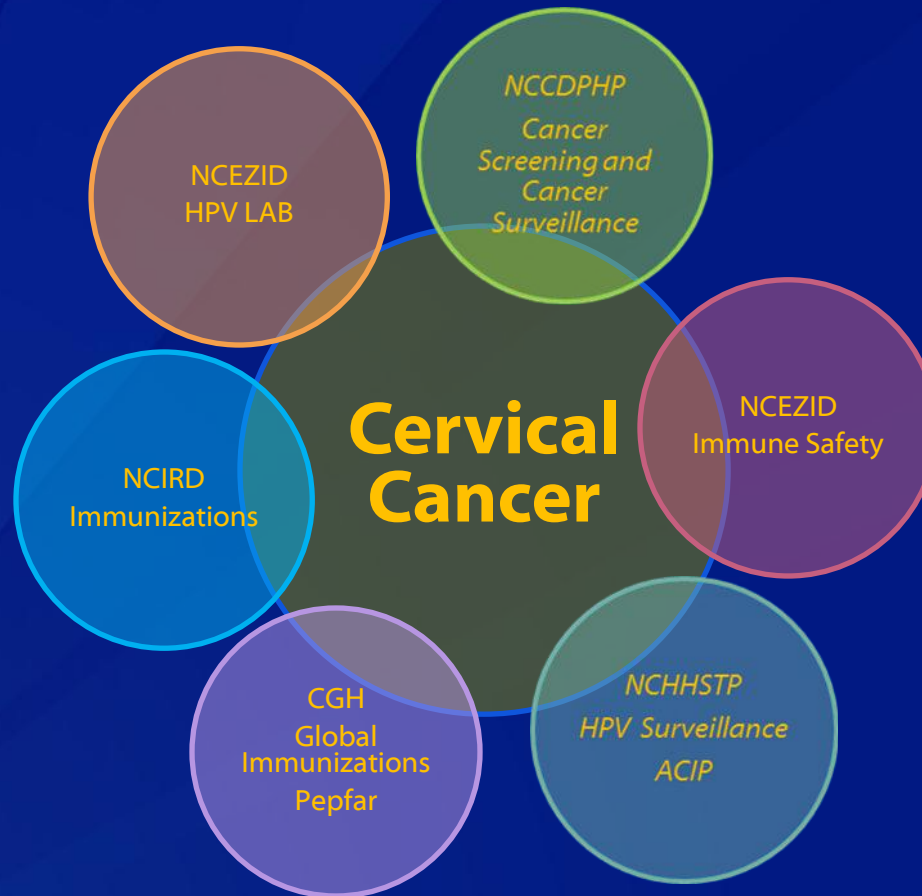 NCCDPHP
Cancer
Screening and
Cancer
Surveillance
NCEZID
HPV LAB
Cervical
Cancer
NCEZID
Immune Safety
NCIRD
Immunizations
NCHHSTP
HPV Surveillance
ACIP
CGH
Global
Immunizations
Pepfar